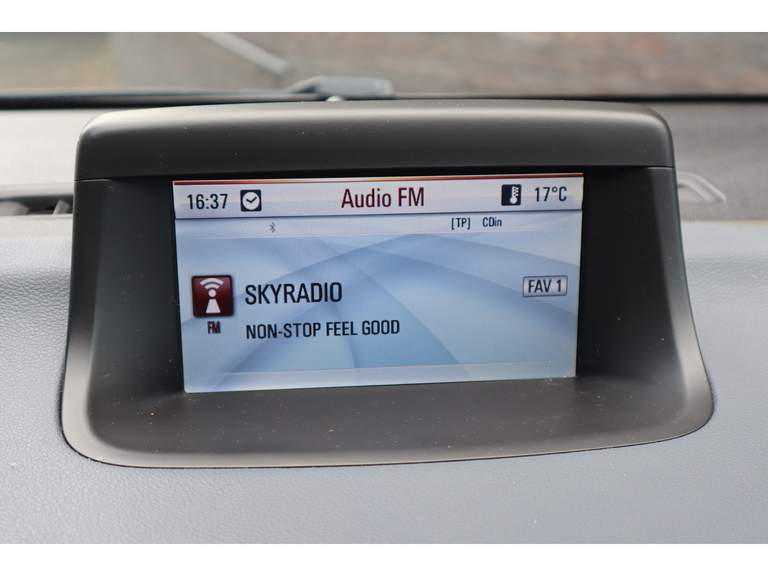 16:37 Audio FM 17°C
[TP] CDin
SKYRADIO FAV 1
FM NON-STOP FEEL GOOD